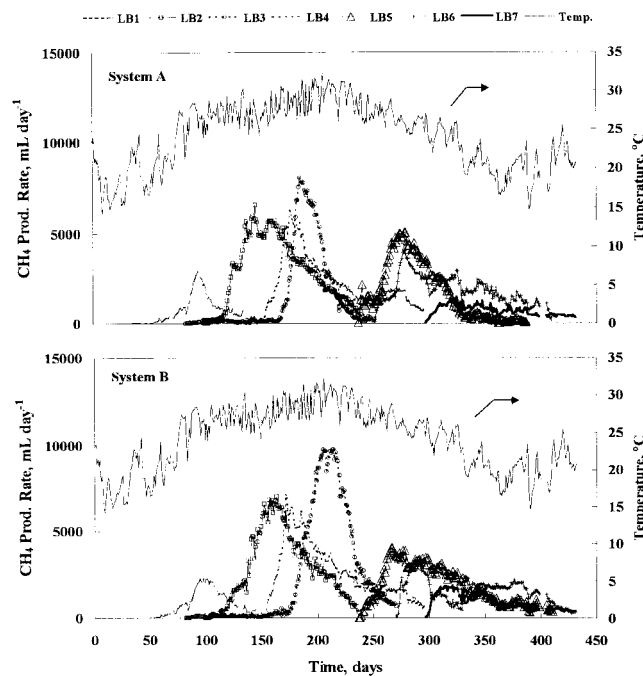 LB1 LB2 LB3 LB4 LB5 LB6 LB7 Temp.
15000
10000
5000
0
CH₄ Prod. Rate, mL day⁻¹
System A
35
30
25
20
15
10
5
0
Temperature, °C
15000
10000
5000
0
CH₄ Prod. Rate, mL day⁻¹
System B
35
30
25
20
15
10
5
0
Temperature, °C
0 50 100 150 200 250 300 350 400 450
Time, days